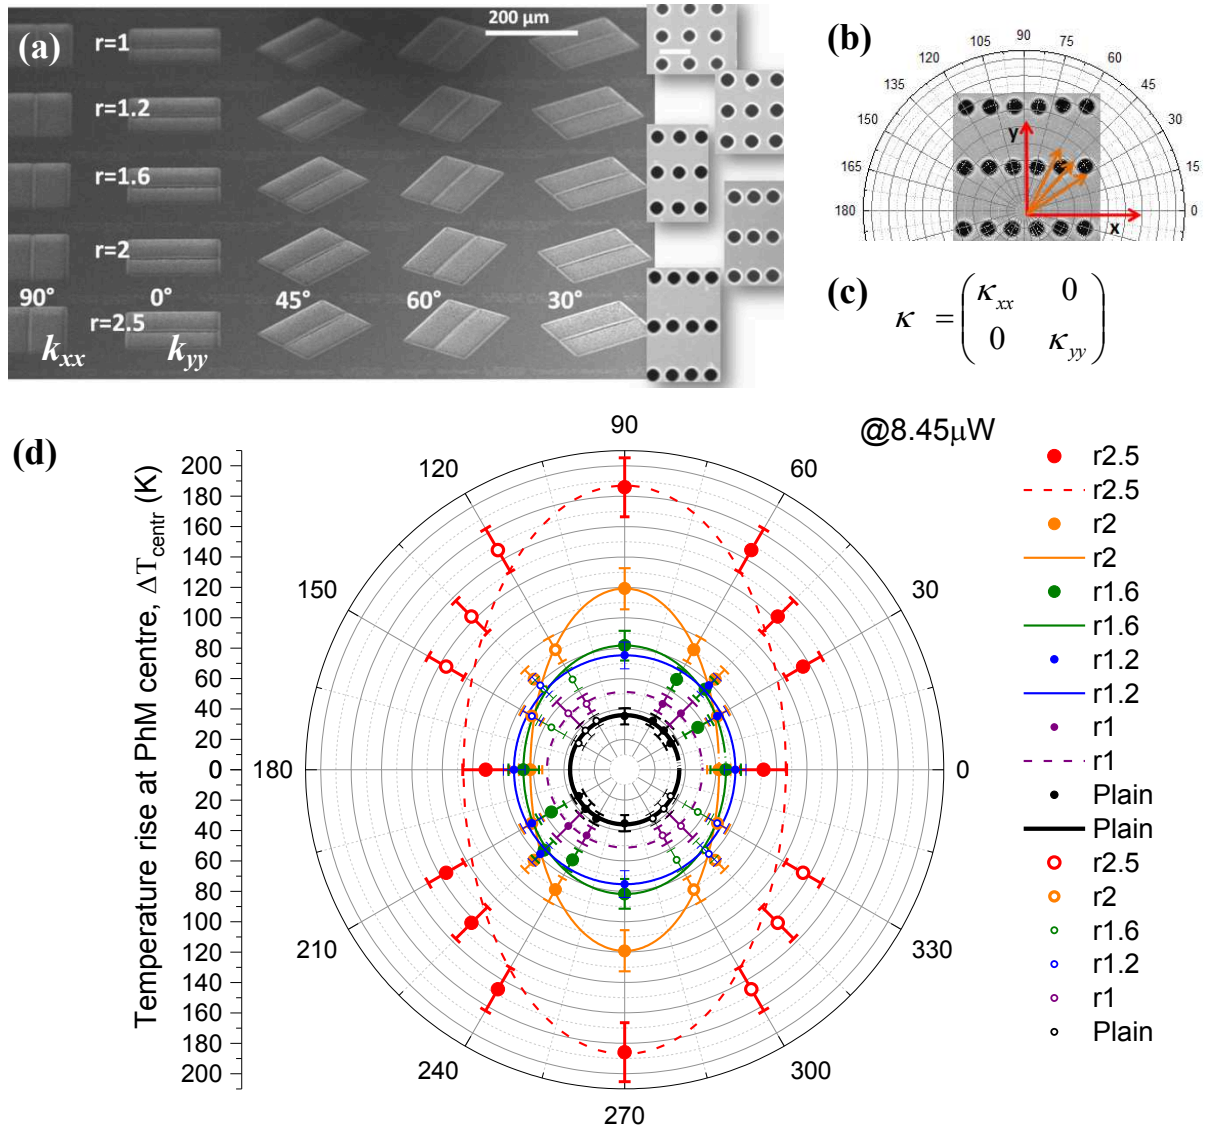 (a)
200 µm
r=1
r=1.2
r=1.6
r=2
90° 0° 45° 60° 30°
r=2.5
kxx kyy
(b)
90
105 75
120 60
135 45
150 30
165 15
180 0
y
x
(c)
κ = ( κxx 0
0 κyy )
(d)
@8.45µW
Temperature rise at PhM centre, ΔTcentr (K)
200
180
160
140
120
100
80
60
40
20
0
20
40
60
80
100
120
140
160
180
200
90
120 60
150 30
180 0
210 330
240 300
270
r2.5
r2.5
r2
r2
r1.6
r1.6
r1.2
r1.2
r1
r1
Plain
Plain
r2.5
r2
r1.6
r1.2
r1
Plain